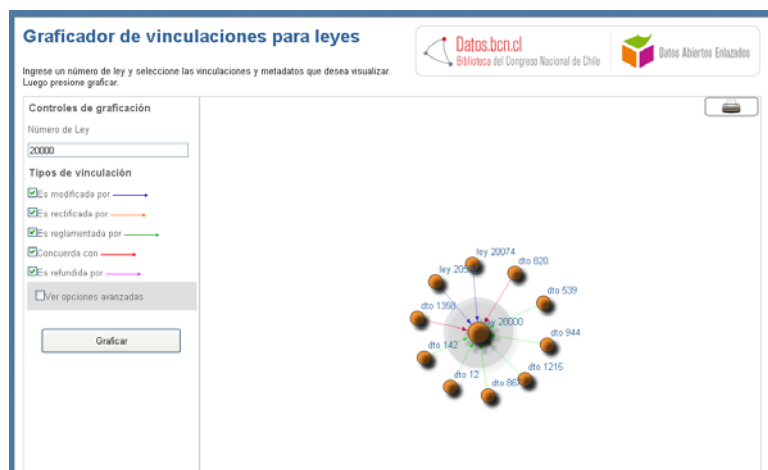 Graficador de vinculaciones para leyes
Datos.bcn.cl
Biblioteca del Congreso Nacional de Chile
Datos Abiertos Enlazados
Ingrese un número de ley y seleccione las vinculaciones y metadatos que desea visualizar.
Luego presione graficar.
Controles de graficación
Número de Ley
20000
Tipos de vinculación
Es modificada por
Es rectificada por
Es reglamentada por
Concuerda con
Es refundida por
Ver opciones avanzadas
Graficar
ley 20074
dto 820
ley
dto 539
dto 1358
ley 20000
dto 944
dto 142
dto 1215
dto 12
dto